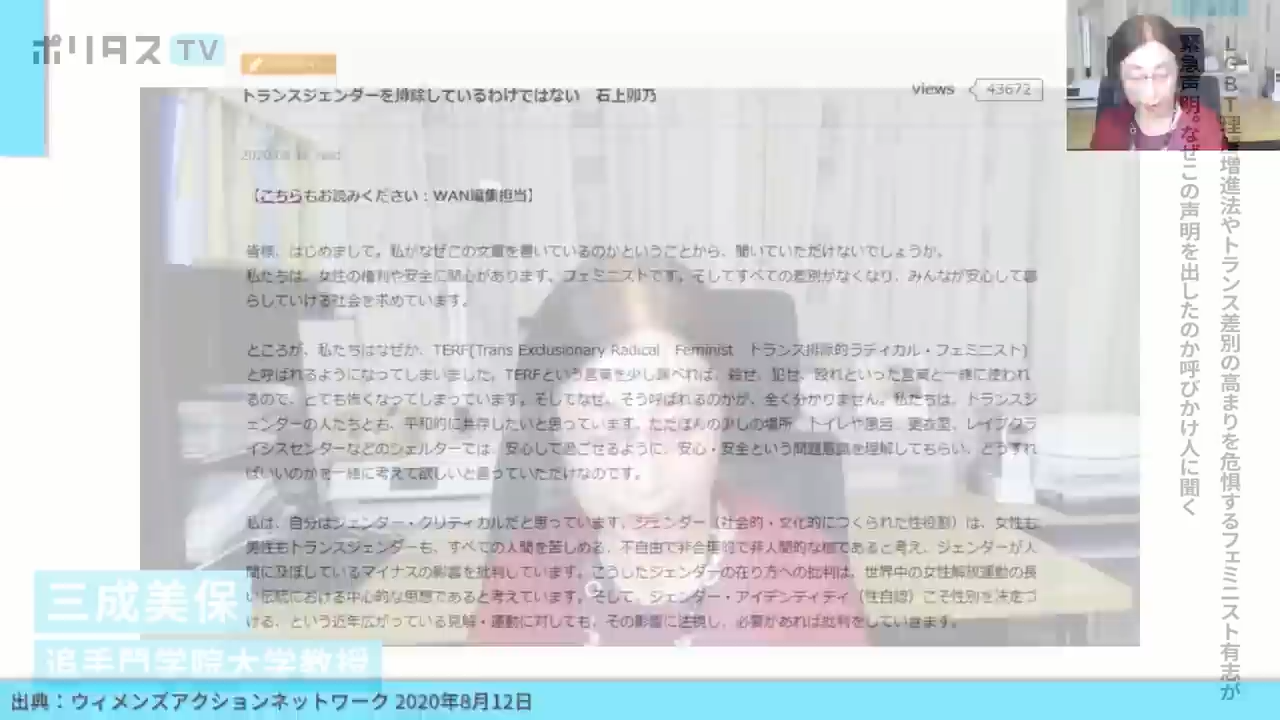 ポリタスTV
トランスジェンダーを排除しているわけではない 石上卯乃
views 43672
【こちらもお読みください：WAN編集担当】
皆様、はじめまして。私がなぜこの文章を書いているのかということから、聞いていただけないでしょうか。
私たちは、女性の権利や安全に関心があります。フェミニストです。そしてすべての差別がなくなり、みんなが安心して暮
らしていける社会を求めています。
ところが、私たちはなぜか、TERF(Trans Exclusionary Radical Feminist トランス排除的ラディカル・フェミニスト)
と呼ばれるようになってしまいました。TERFという言葉を少し調べれば、殺せ、犯せ、殴れといった言葉と一緒に使われ
るので、とても怖くなってしまっています。そしてなぜ、そう呼ばれるのかが、全く分かりません。私たちは、トランスジ
ェンダーの人たちとも、平和的に共存したいと思っています。ただほんの少しの場所 トイレや風呂、更衣室、レイプクラ
イシスセンターなどのシェルターでは、安心して過ごせるように、安心・安全という問題意識を理解してもらい、どうすれ
ばいいのかを一緒に考えて欲しいと言っていただけなのです。
私は、自分はジェンダー・クリティカルだと思っています。ジェンダー（社会的・文化的につくられた性役割）は、女性も
男性もトランスジェンダーも、すべての人間を苦しめる、不自由で非合理的で非人間的な檻であると考え、ジェンダーが人
間に及ぼしているマイナスの影響を批判しています。こうしたジェンダーの在り方への批判は、世界中の女性解放運動の長
い伝統における中心的な思想であると考えています。そして、ジェンダー・アイデンティティ（性自認）こそ性別を決定づ
ける、という近年広がっている見解・運動に対しても、その影響に注視し、必要があれば批判をしていきます。
LGBT理解増進法やトランス差別の高まりを危惧するフェミニスト有志が
緊急声明。なぜこの声明を出したのか呼びかけ人に聞く
三成美保
追手門学院大学教授
出典：ウィメンズアクションネットワーク 2020年8月12日